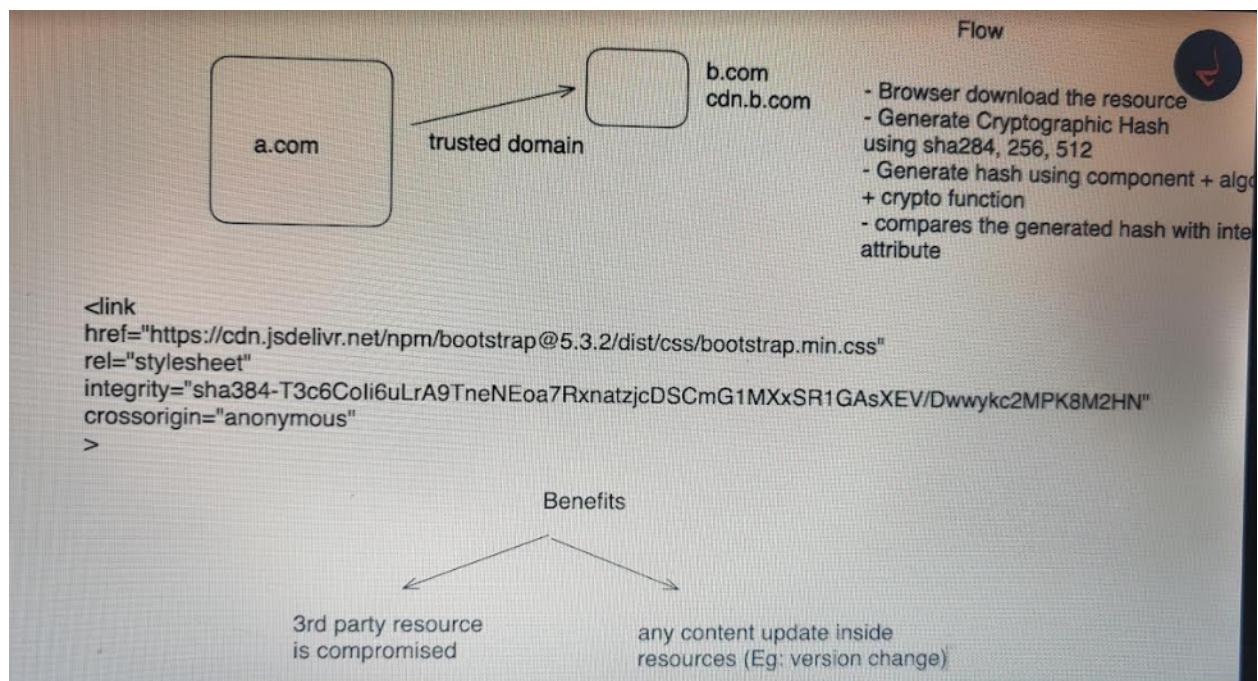 Flow
a.com
trusted domain
b.com
cdn.b.com
- Browser download the resource
- Generate Cryptographic Hash
using sha284, 256, 512
- Generate hash using component + algo
+ crypto function
- compares the generated hash with inte
attribute
<link
href="https://cdn.jsdelivr.net/npm/bootstrap@5.3.2/dist/css/bootstrap.min.css"
rel="stylesheet"
integrity="sha384-T3c6CoIi6uLrA9TneNEoa7RxnatzjcDSCmG1MXxSR1GAsXEV/Dwwykc2MPK8M2HN"
crossorigin="anonymous"
>
Benefits
3rd party resource
is compromised
any content update inside
resources (Eg: version change)